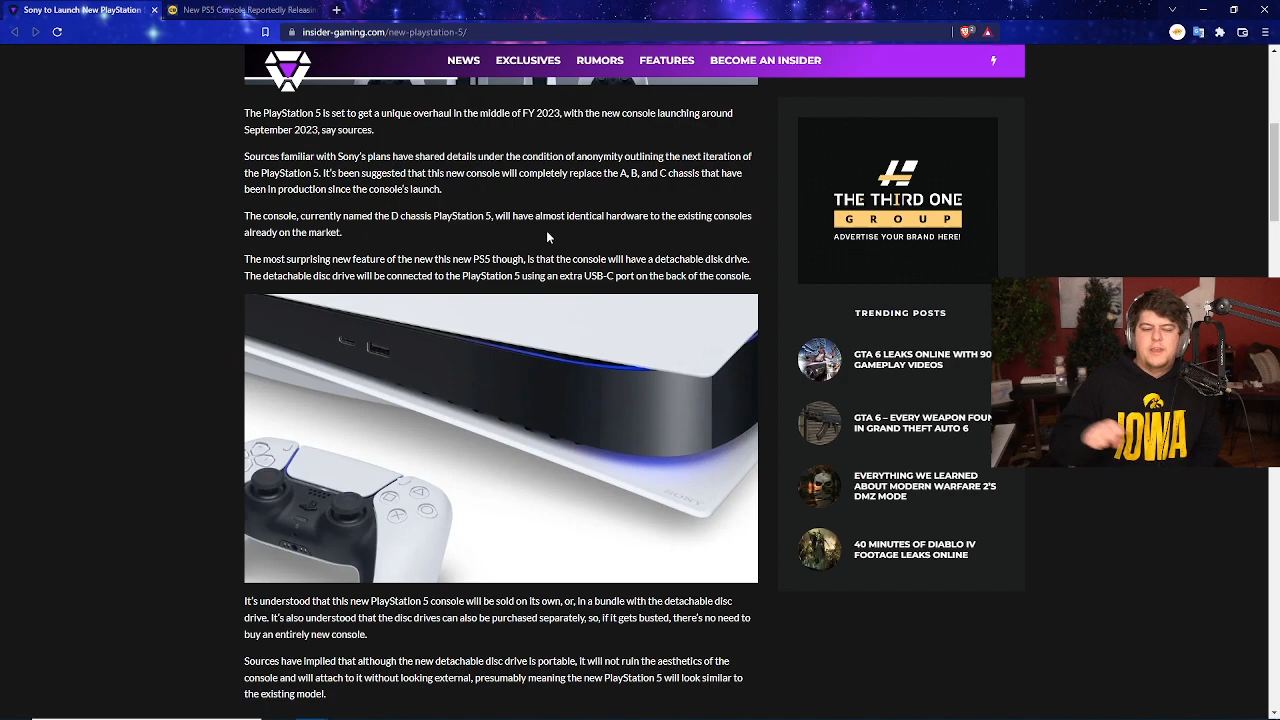 Sony to Launch New PlayStation
New PS5 Console Reportedly Releasin
insider-gaming.com/new-playstation-5/
NEWS
EXCLUSIVES
RUMORS
FEATURES
BECOME AN INSIDER
The PlayStation 5 is set to get a unique overhaul in the middle of FY 2023, with the new console launching around
September 2023, say sources.
Sources familiar with Sony's plans have shared details under the condition of anonymity outlining the next iteration of
the PlayStation 5. It's been suggested that this new console will completely replace the A, B, and C chassis that have
been in production since the console's launch.
The console, currently named the D chassis PlayStation 5, will have almost identical hardware to the existing consoles
already on the market.
The most surprising new feature of the new this new PS5 though, is that the console will have a detachable disk drive.
The detachable disc drive will be connected to the PlayStation 5 using an extra USB-C port on the back of the console.
SONY
It's understood that this new PlayStation 5 console will be sold on its own, or, in a bundle with the detachable disc
drive. It's also understood that the disc drives can also be purchased separately, so, if it gets busted, there's no need to
buy an entirely new console.
Sources have implied that although the new detachable disc drive is portable, it will not ruin the aesthetics of the
console and will attach to it without looking external, presumably meaning the new PlayStation 5 will look similar to
the existing model.
THE THIRD ONE
GROUP
ADVERTISE YOUR BRAND HERE!
TRENDING POSTS
GTA 6 LEAKS ONLINE WITH 90
GAMEPLAY VIDEOS
GTA 6 – EVERY WEAPON FOUN
IN GRAND THEFT AUTO 6
EVERYTHING WE LEARNED
ABOUT MODERN WARFARE 2'S
DMZ MODE
40 MINUTES OF DIABLO IV
FOOTAGE LEAKS ONLINE
IOWA